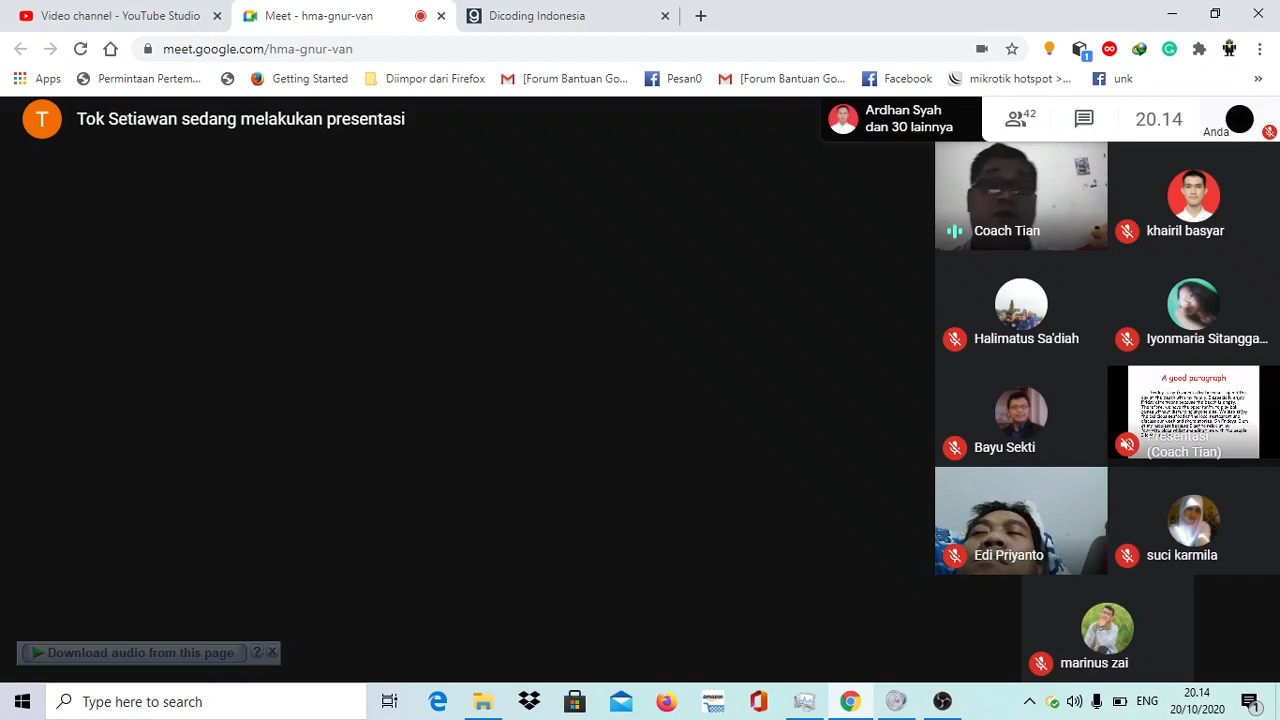 Video channel - YouTube Studio
Meet - hma-gnur-van
Dicoding Indonesia
meet.google.com/hma-gnur-van
1
Apps
Permintaan Pertem...
Getting Started
Diimpor dari Firefox
[Forum Bantuan Go...
Pesan0
[Forum Bantuan Go...
Facebook
mikrotik hotspot >...
unk
»
T
Tok Setiawan sedang melakukan presentasi
Ardhan Syah
dan 30 lainnya
42
20.14
Anda
Coach Tian
khairil basyar
Halimatus Sa'diah
Iyonmaria Sitangga...
Bayu Sekti
A good paragraph
Presentasi
(Coach Tian)
Edi Priyanto
suci karmila
marinus zai
Download audio from this page
?
Type here to search
amazon
ENG
20.14
20/10/2020
1